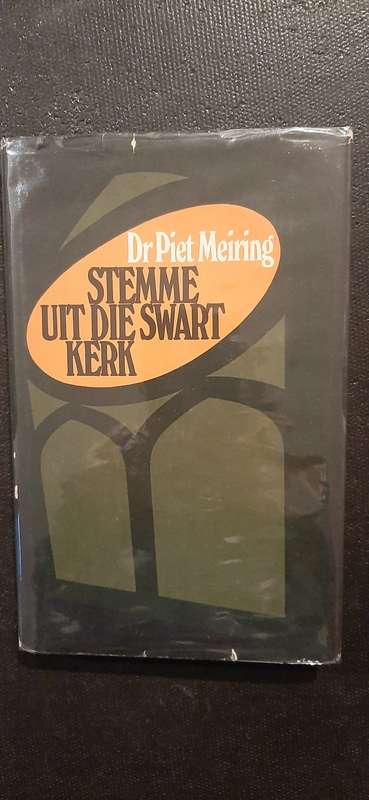 Dr Piet Meiring
STEMME
UIT DIE SWART
KERK